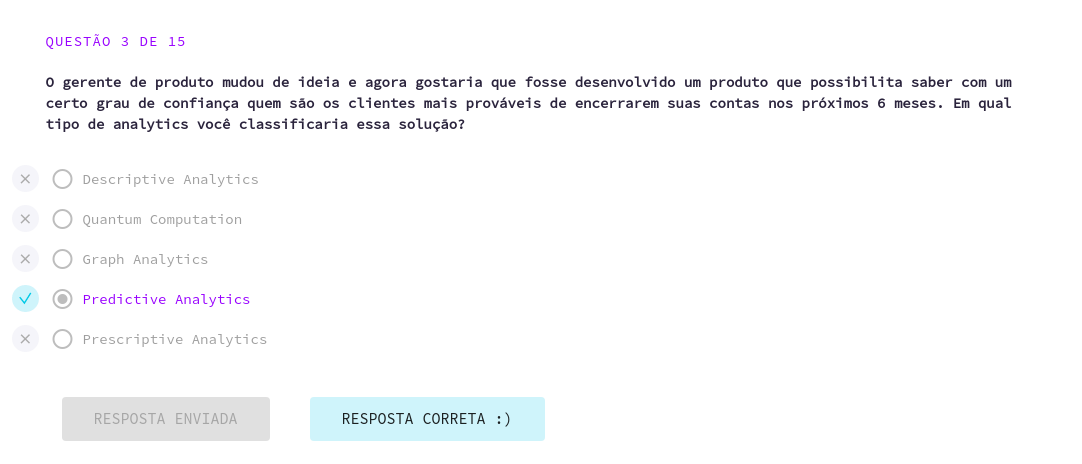 QUESTÃO 3 DE 15
O gerente de produto mudou de ideia e agora gostaria que fosse desenvolvido um produto que possibilita saber com um
certo grau de confiança quem são os clientes mais prováveis de encerrarem suas contas nos próximos 6 meses. Em qual
tipo de analytics você classificaria essa solução?
Descriptive Analytics
Quantum Computation
Graph Analytics
Predictive Analytics
Prescriptive Analytics
RESPOSTA ENVIADA
RESPOSTA CORRETA :)